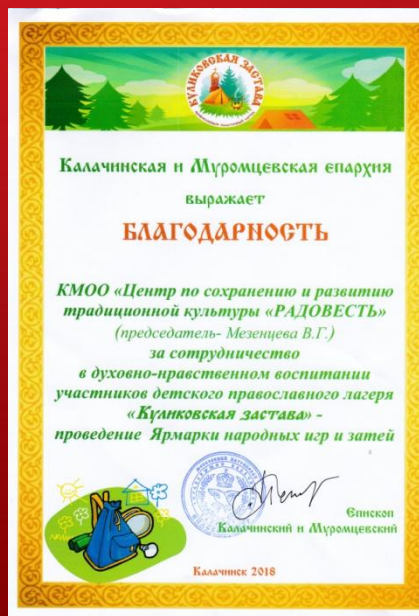 КУЛИКОВСКАЯ ЗАСТАВА
Калачинская и Муромцевская епархия
выражает
БЛАГОДАРНОСТЬ
КМОО «Центр по сохранению и развитию
традиционной культуры «РАДОВЕСТЬ»
(председатель- Мезенцева В.Г.)
за сотрудничество
в духовно-нравственном воспитании
участников детского православного лагеря
«Куликовская застава» -
проведение Ярмарки народных игр и затей
Епископ
Калачинский и Муромцевский
Калачинск 2018